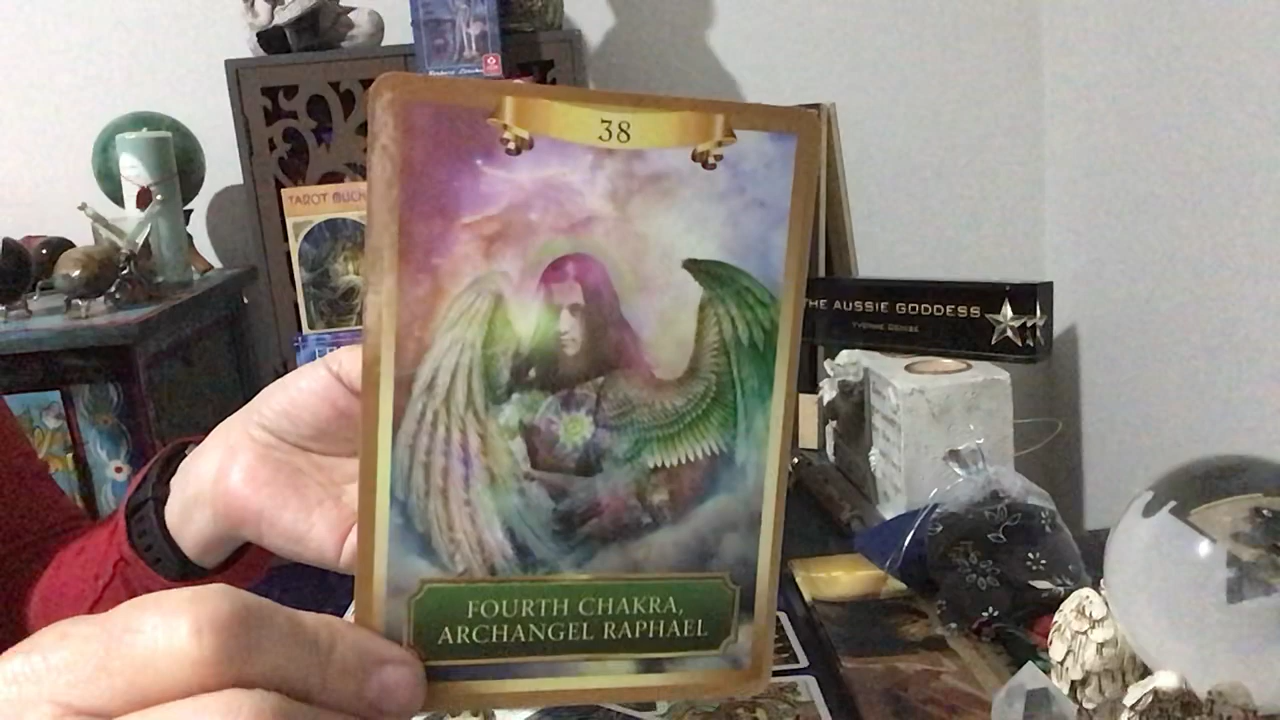 38
TAROT
THE AUSSIE GODDESS
YVONNE DENISE
FOURTH CHAKRA,
ARCHANGEL RAPHAEL